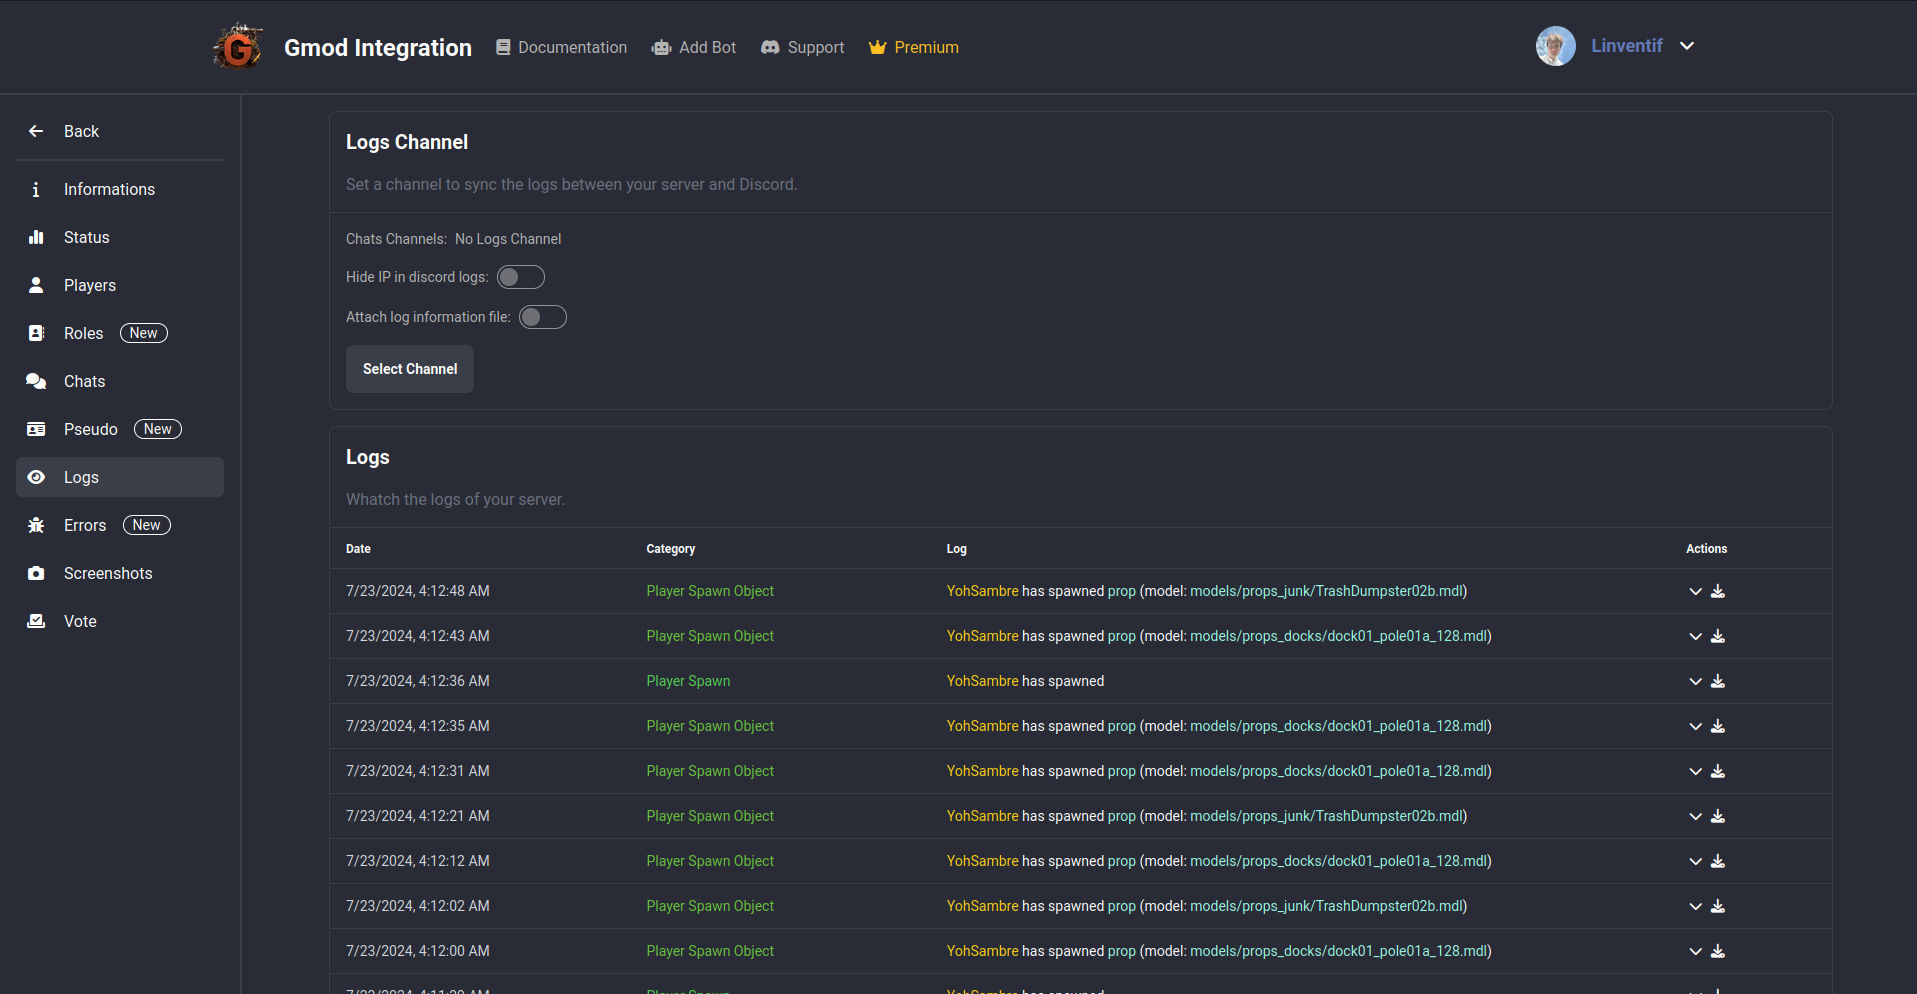 Gmod Integration
Documentation
Add Bot
Support
Premium
Linventif
Back
Informations
Status
Players
Roles New
Chats
Pseudo New
Logs
Errors New
Screenshots
Vote
Logs Channel
Set a channel to sync the logs between your server and Discord.
Chats Channels: No Logs Channel
Hide IP in discord logs:
Attach log information file:
Select Channel
Logs
Whatch the logs of your server.
Date Category Log Actions
7/23/2024, 4:12:48 AM Player Spawn Object YohSambre has spawned prop (model: models/props_junk/TrashDumpster02b.mdl)
7/23/2024, 4:12:43 AM Player Spawn Object YohSambre has spawned prop (model: models/props_docks/dock01_pole01a_128.mdl)
7/23/2024, 4:12:36 AM Player Spawn YohSambre has spawned
7/23/2024, 4:12:35 AM Player Spawn Object YohSambre has spawned prop (model: models/props_docks/dock01_pole01a_128.mdl)
7/23/2024, 4:12:31 AM Player Spawn Object YohSambre has spawned prop (model: models/props_docks/dock01_pole01a_128.mdl)
7/23/2024, 4:12:21 AM Player Spawn Object YohSambre has spawned prop (model: models/props_junk/TrashDumpster02b.mdl)
7/23/2024, 4:12:12 AM Player Spawn Object YohSambre has spawned prop (model: models/props_docks/dock01_pole01a_128.mdl)
7/23/2024, 4:12:02 AM Player Spawn Object YohSambre has spawned prop (model: models/props_junk/TrashDumpster02b.mdl)
7/23/2024, 4:12:00 AM Player Spawn Object YohSambre has spawned prop (model: models/props_docks/dock01_pole01a_128.mdl)